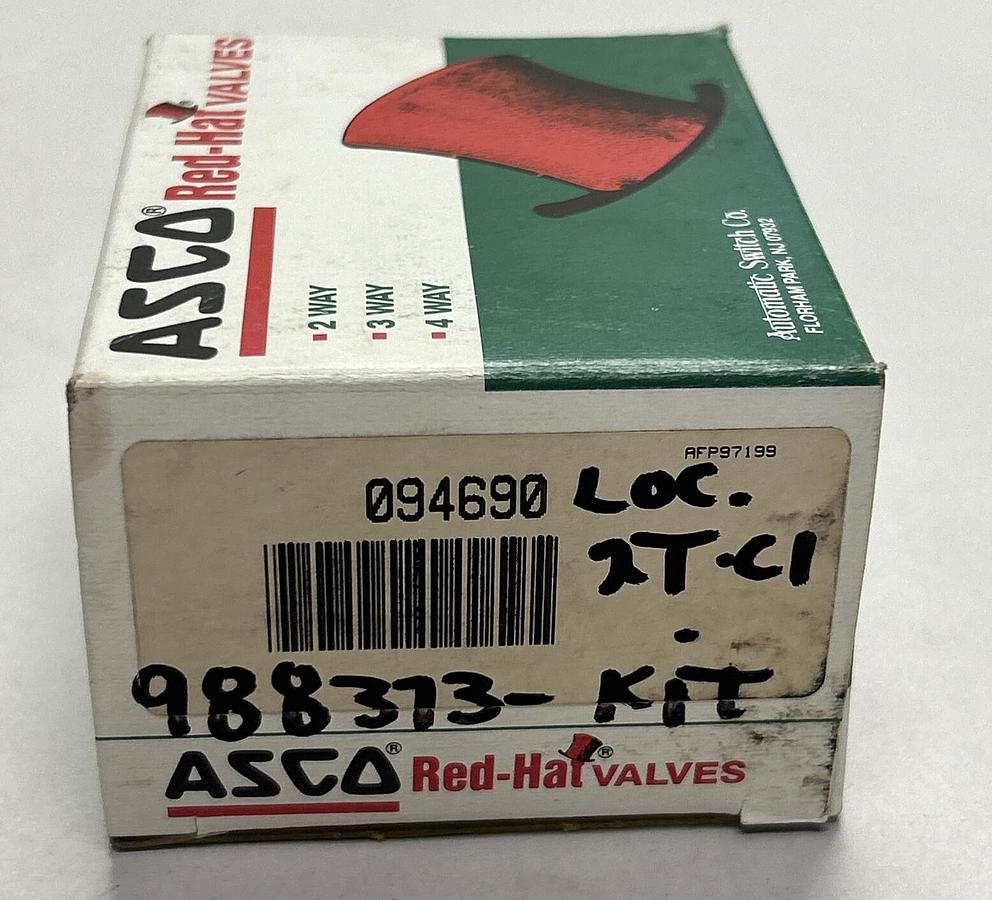 ASCO® Red-Hat VALVES
2 WAY
3 WAY
4 WAY
Automatic Switch Co.
FLORHAM PARK, NJ 07932
AFP97199
094690
LOC.
2T-C1
988373- KIT
ASCO® Red-Hat® VALVES